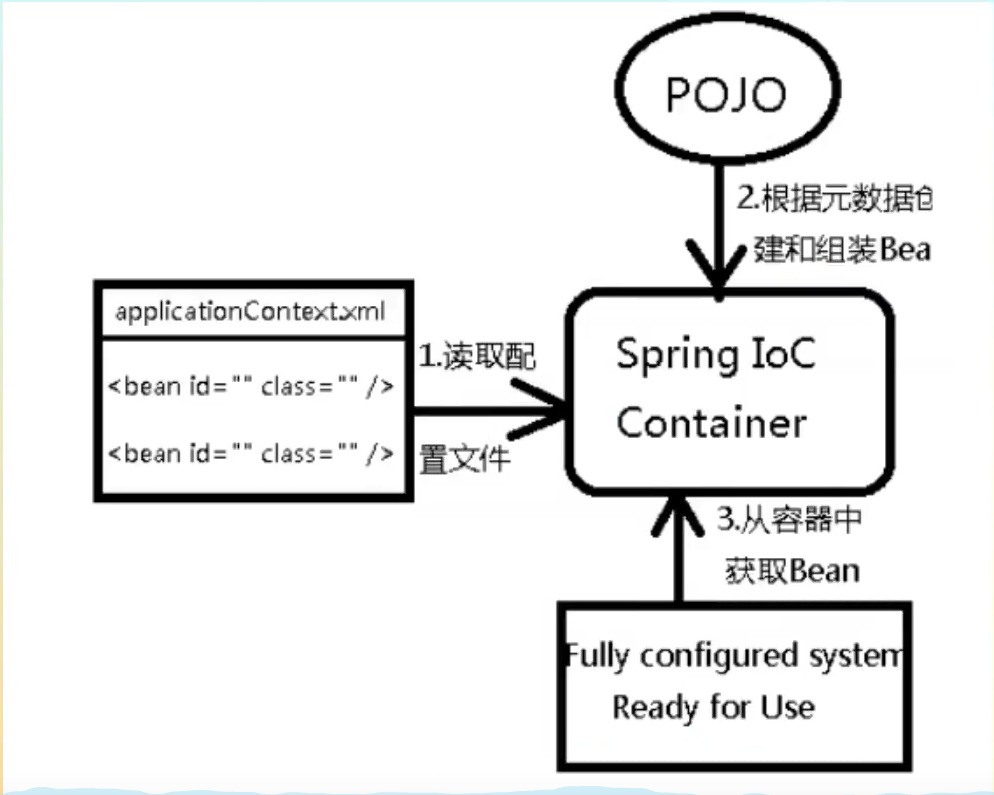 POJO
2.根据元数据创
建和组装Bea
applicationContext.xml
<bean id="" class="" />
<bean id="" class="" />
1.读取配
置文件
Spring IoC
Container
3.从容器中
获取Bean
Fully configured system
Ready for Use